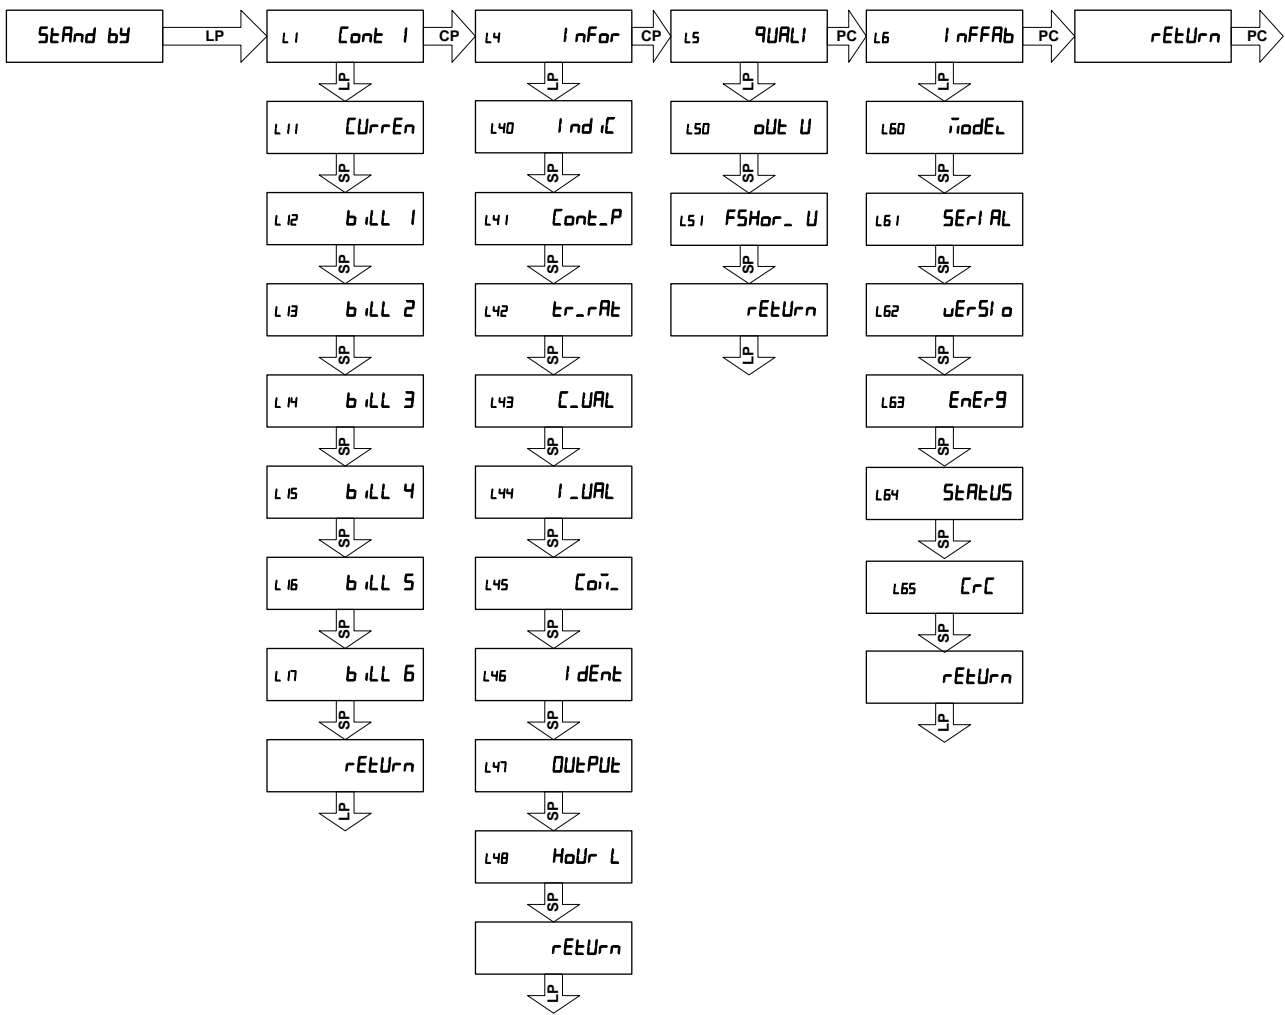 StAnd bY LP L1 Cont 1 CP L4 InFor CP L5 qUALI PC L6 InFFAb PC rEtUrn PC
LP LP LP LP
L11 CUrrEn L40 IndiC L50 oUt U L60 ModEL
SP SP SP SP
L12 biLL 1 L41 Cont_P L51 FSHor_ U L61 SErIAL
SP SP SP SP
L13 biLL 2 L42 tr_rAt rEtUrn L62 vErSIo
SP SP LP SP
L14 biLL 3 L43 C_UAL L63 EnErg
SP SP SP
L15 biLL 4 L44 I_UAL L64 StAtUS
SP SP SP
L16 biLL 5 L45 CoM_ L65 CrC
SP SP SP
L17 biLL 6 L46 IdEnt rEtUrn
SP SP LP
rEtUrn L47 OUtPUt
LP SP
L48 HoUr L
SP
rEtUrn
LP